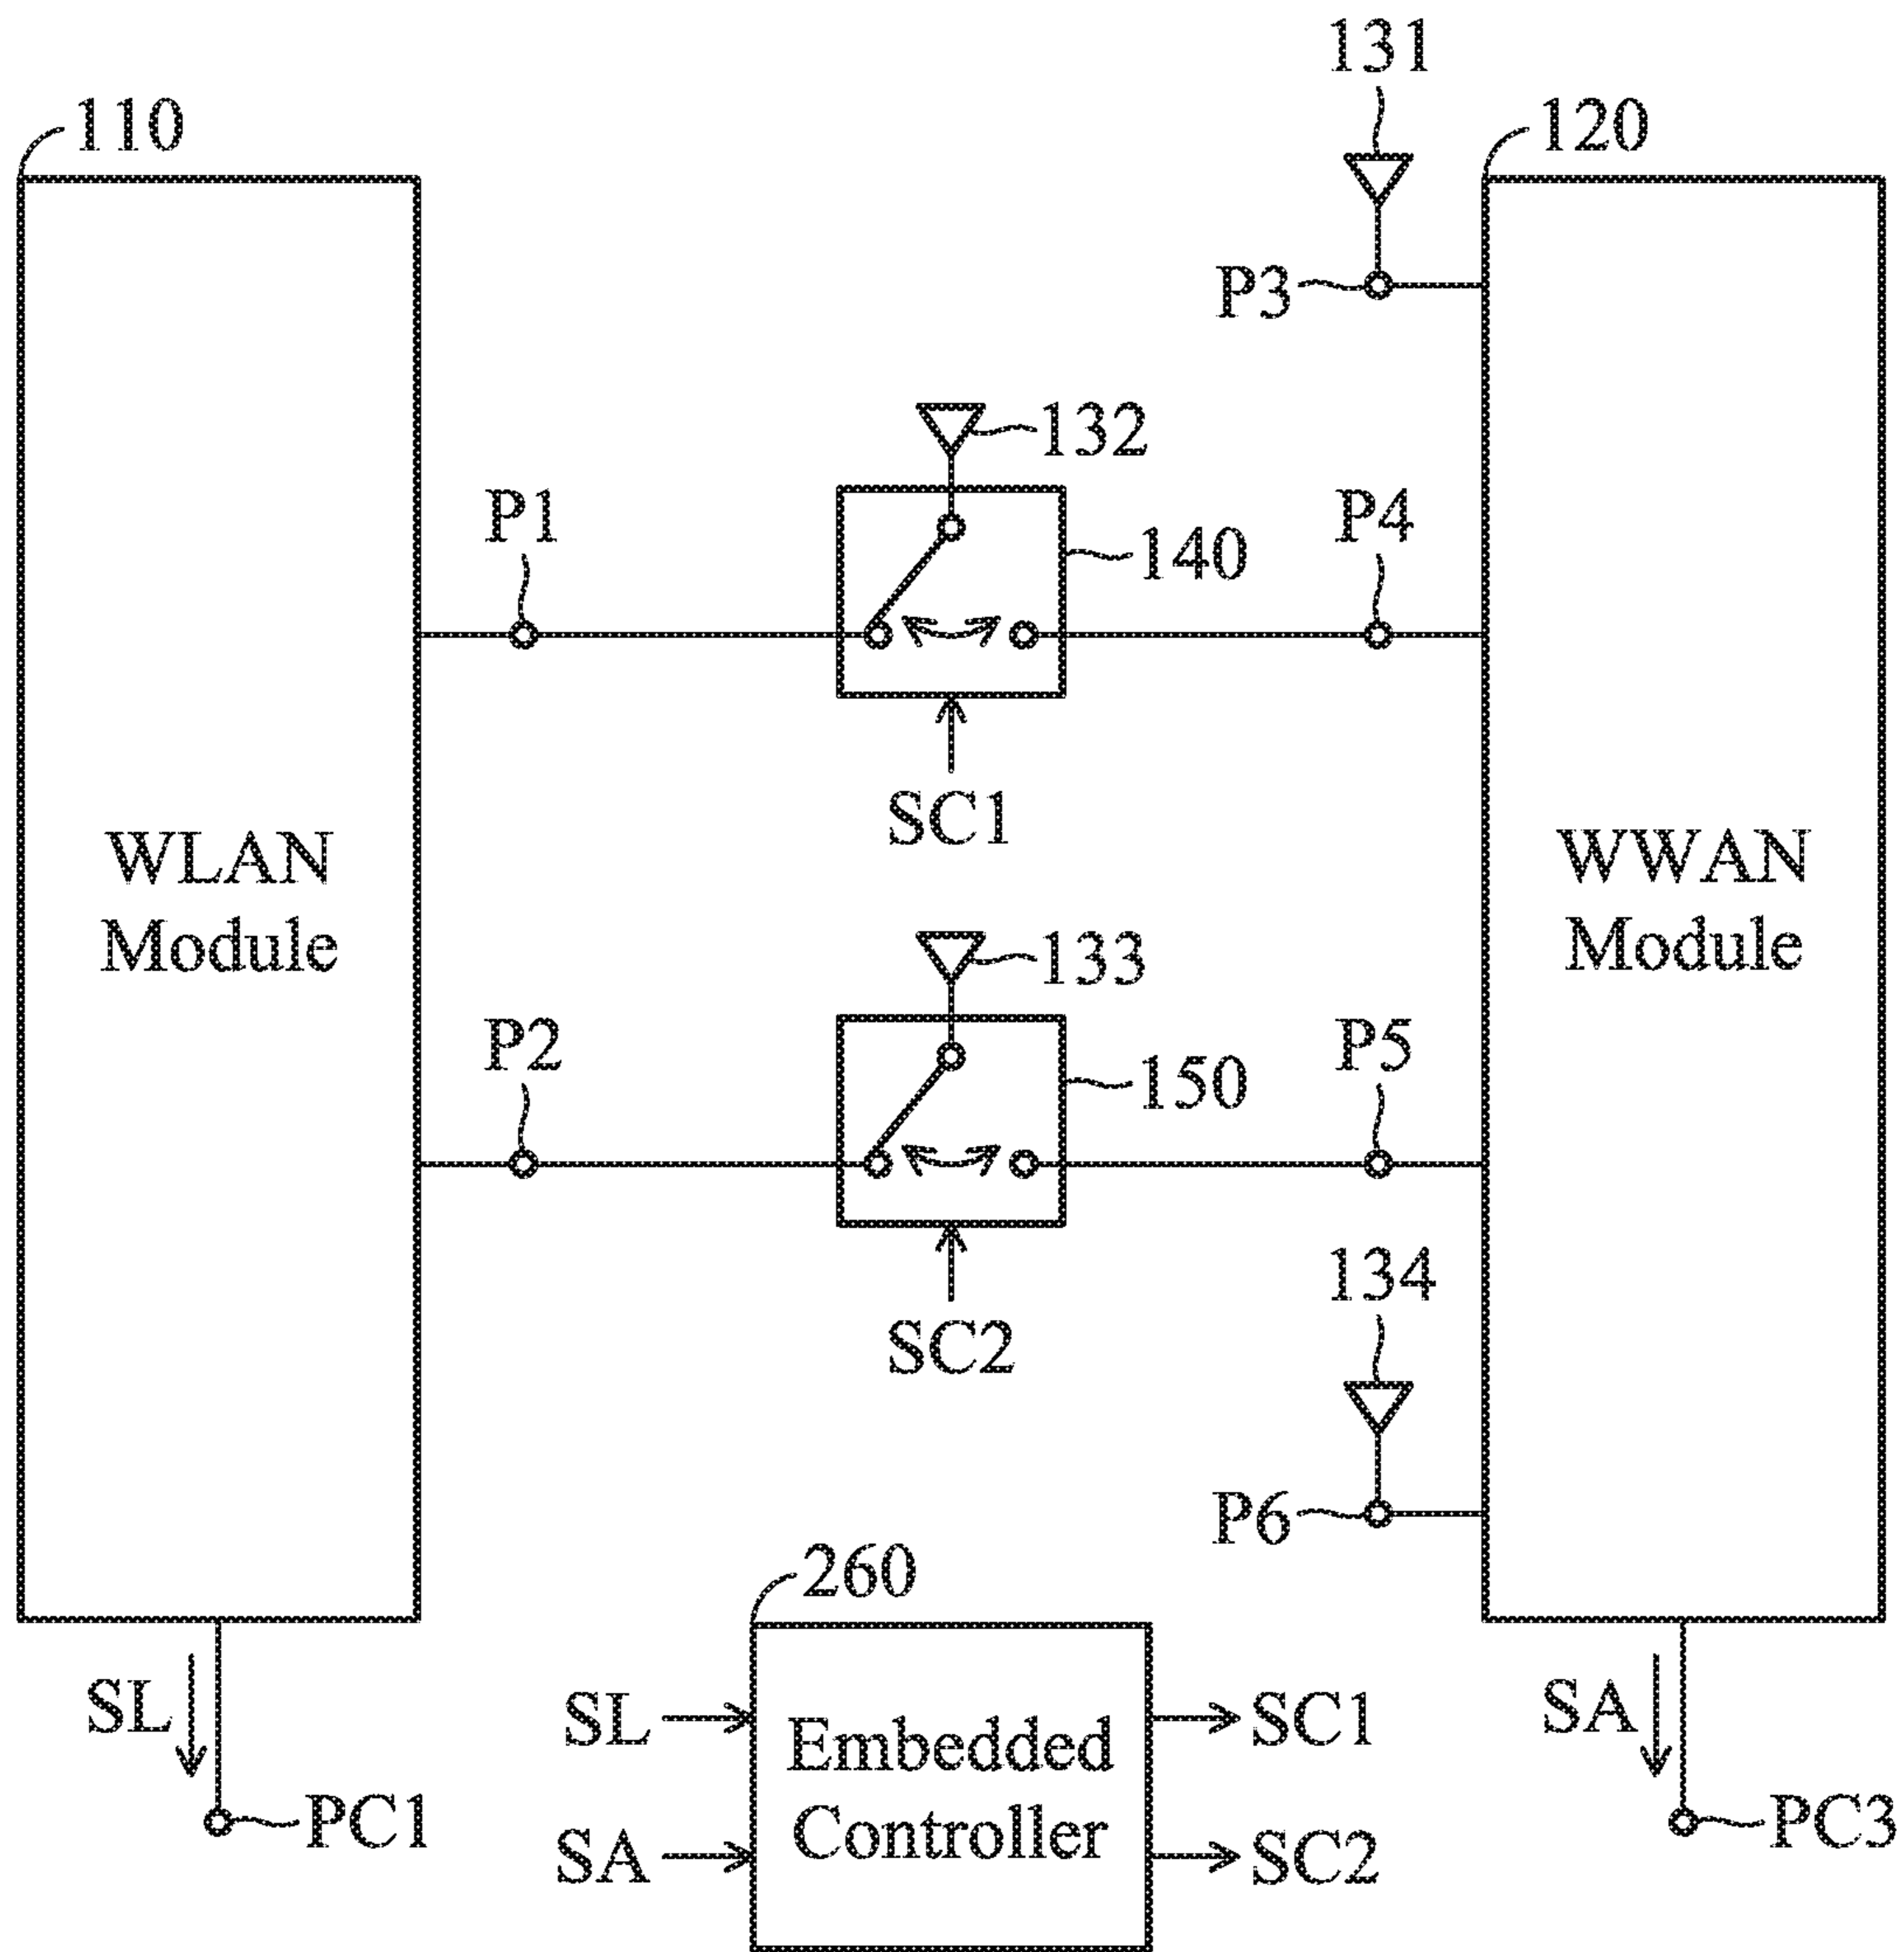 131
110
120
P3
132
P1
140
P4
SC1
WLAN
Module
WWAN
Module
133
P2
150
P5
SC2
134
P6
260
SL
PC1
SL
SA
Embedded
Controller
SC1
SC2
SA
PC3